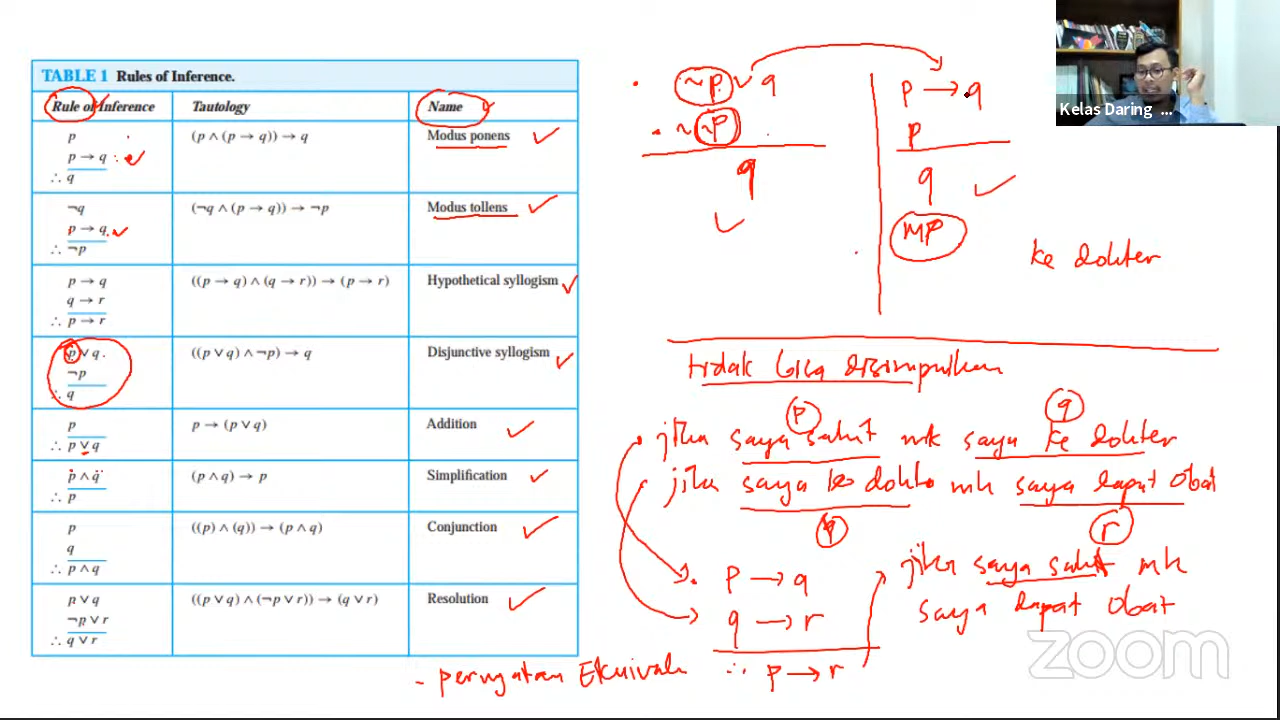 TABLE 1 Rules of Inference.
Rule of Inference Tautology Name
p
p → q
∴ q
(p ∧ (p → q)) → q
Modus ponens
¬q
p → q
∴ ¬p
(¬q ∧ (p → q)) → ¬p
Modus tollens
p → q
q → r
∴ p → r
((p → q) ∧ (q → r)) → (p → r)
Hypothetical syllogism
p ∨ q
¬p
∴ q
((p ∨ q) ∧ ¬p) → q
Disjunctive syllogism
p
∴ p ∨ q
p → (p ∨ q)
Addition
p ∧ q
∴ p
(p ∧ q) → p
Simplification
p
q
∴ p ∧ q
((p) ∧ (q)) → (p ∧ q)
Conjunction
p ∨ q
¬p ∨ r
∴ q ∨ r
((p ∨ q) ∧ (¬p ∨ r)) → (q ∨ r)
Resolution
~p ∨ q
~ ~p
q
p → q
p
q
MP
ke dokter
Kelas Daring ...
tidak bisa disimpulkan
p q
jika saya sakit mk saya ke dokter
jika saya ke dokter mk saya dapat obat
q r
p → q
q → r
∴ p → r
jika saya sakit mk
saya dapat obat
- pernyataan Ekuivalen
zoom